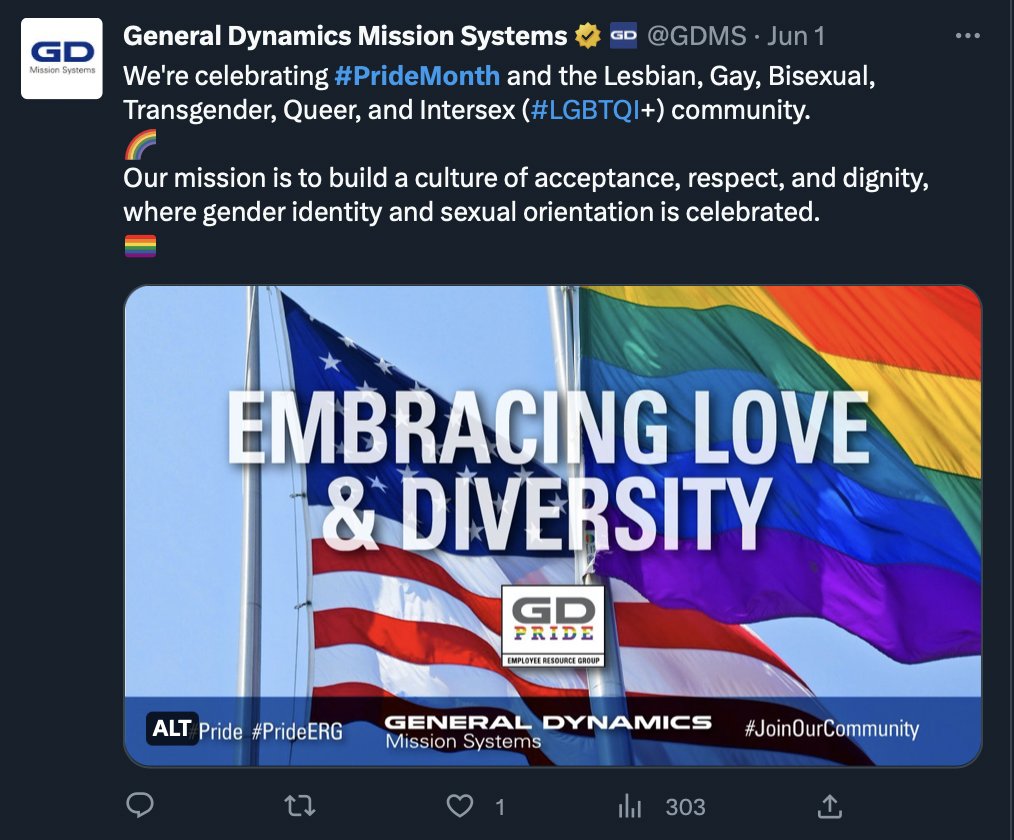 GD
Mission Systems
General Dynamics Mission Systems GD @GDMS · Jun 1
We're celebrating #PrideMonth and the Lesbian, Gay, Bisexual,
Transgender, Queer, and Intersex (#LGBTQI+) community.
Our mission is to build a culture of acceptance, respect, and dignity,
where gender identity and sexual orientation is celebrated.
EMBRACING LOVE
& DIVERSITY
GD
PRIDE
EMPLOYEE RESOURCE GROUP
ALT #Pride #PrideERG
GENERAL DYNAMICS
Mission Systems
#JoinOurCommunity
1
303